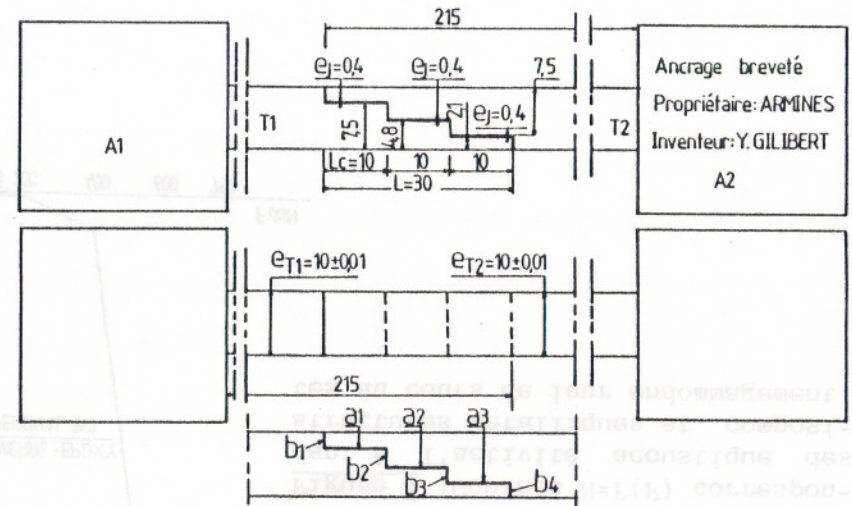 215
eJ=0,4
eJ=0,4
7,5
Ancrage breveté
Propriétaire: ARMINES
Inventeur: Y. GILIBERT
A2
A1
T1
7,5
4,8
2,1
eJ=0,4
T2
Lc=10
10
10
L=30
eT1=10±0,01
eT2=10±0,01
215
a1
a2
a3
b1
b2
b3
b4